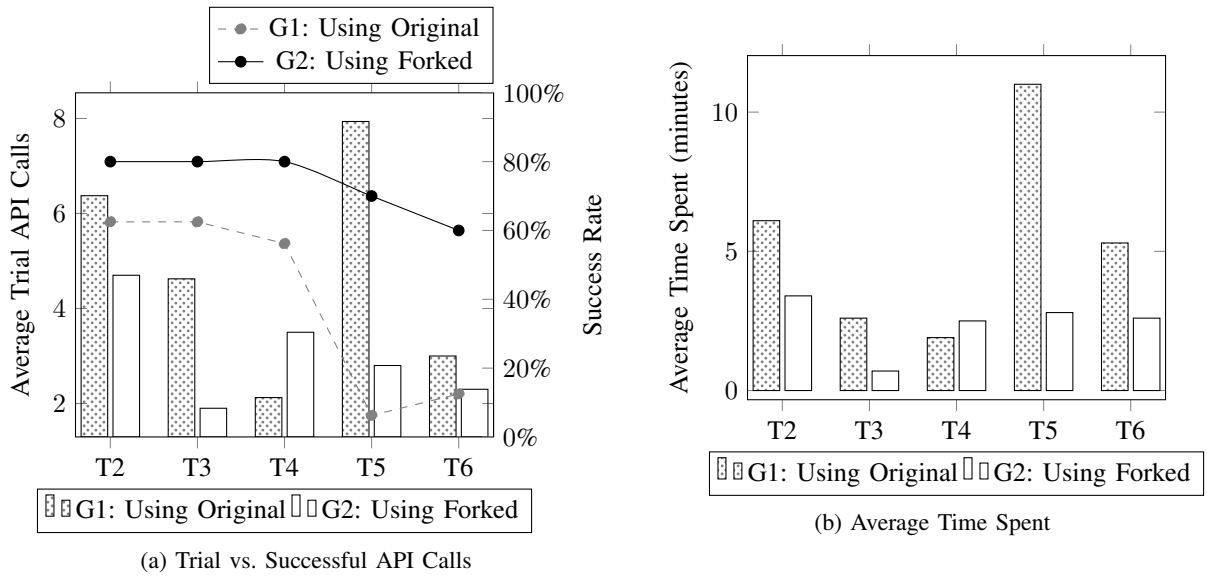 G1: Using Original
G2: Using Forked
Average Trial API Calls
8
6
4
2
100%
80%
60%
40%
20%
0%
Success Rate
T2 T3 T4 T5 T6
G1: Using Original G2: Using Forked
(a) Trial vs. Successful API Calls
Average Time Spent (minutes)
10
5
0
T2 T3 T4 T5 T6
G1: Using Original G2: Using Forked
(b) Average Time Spent